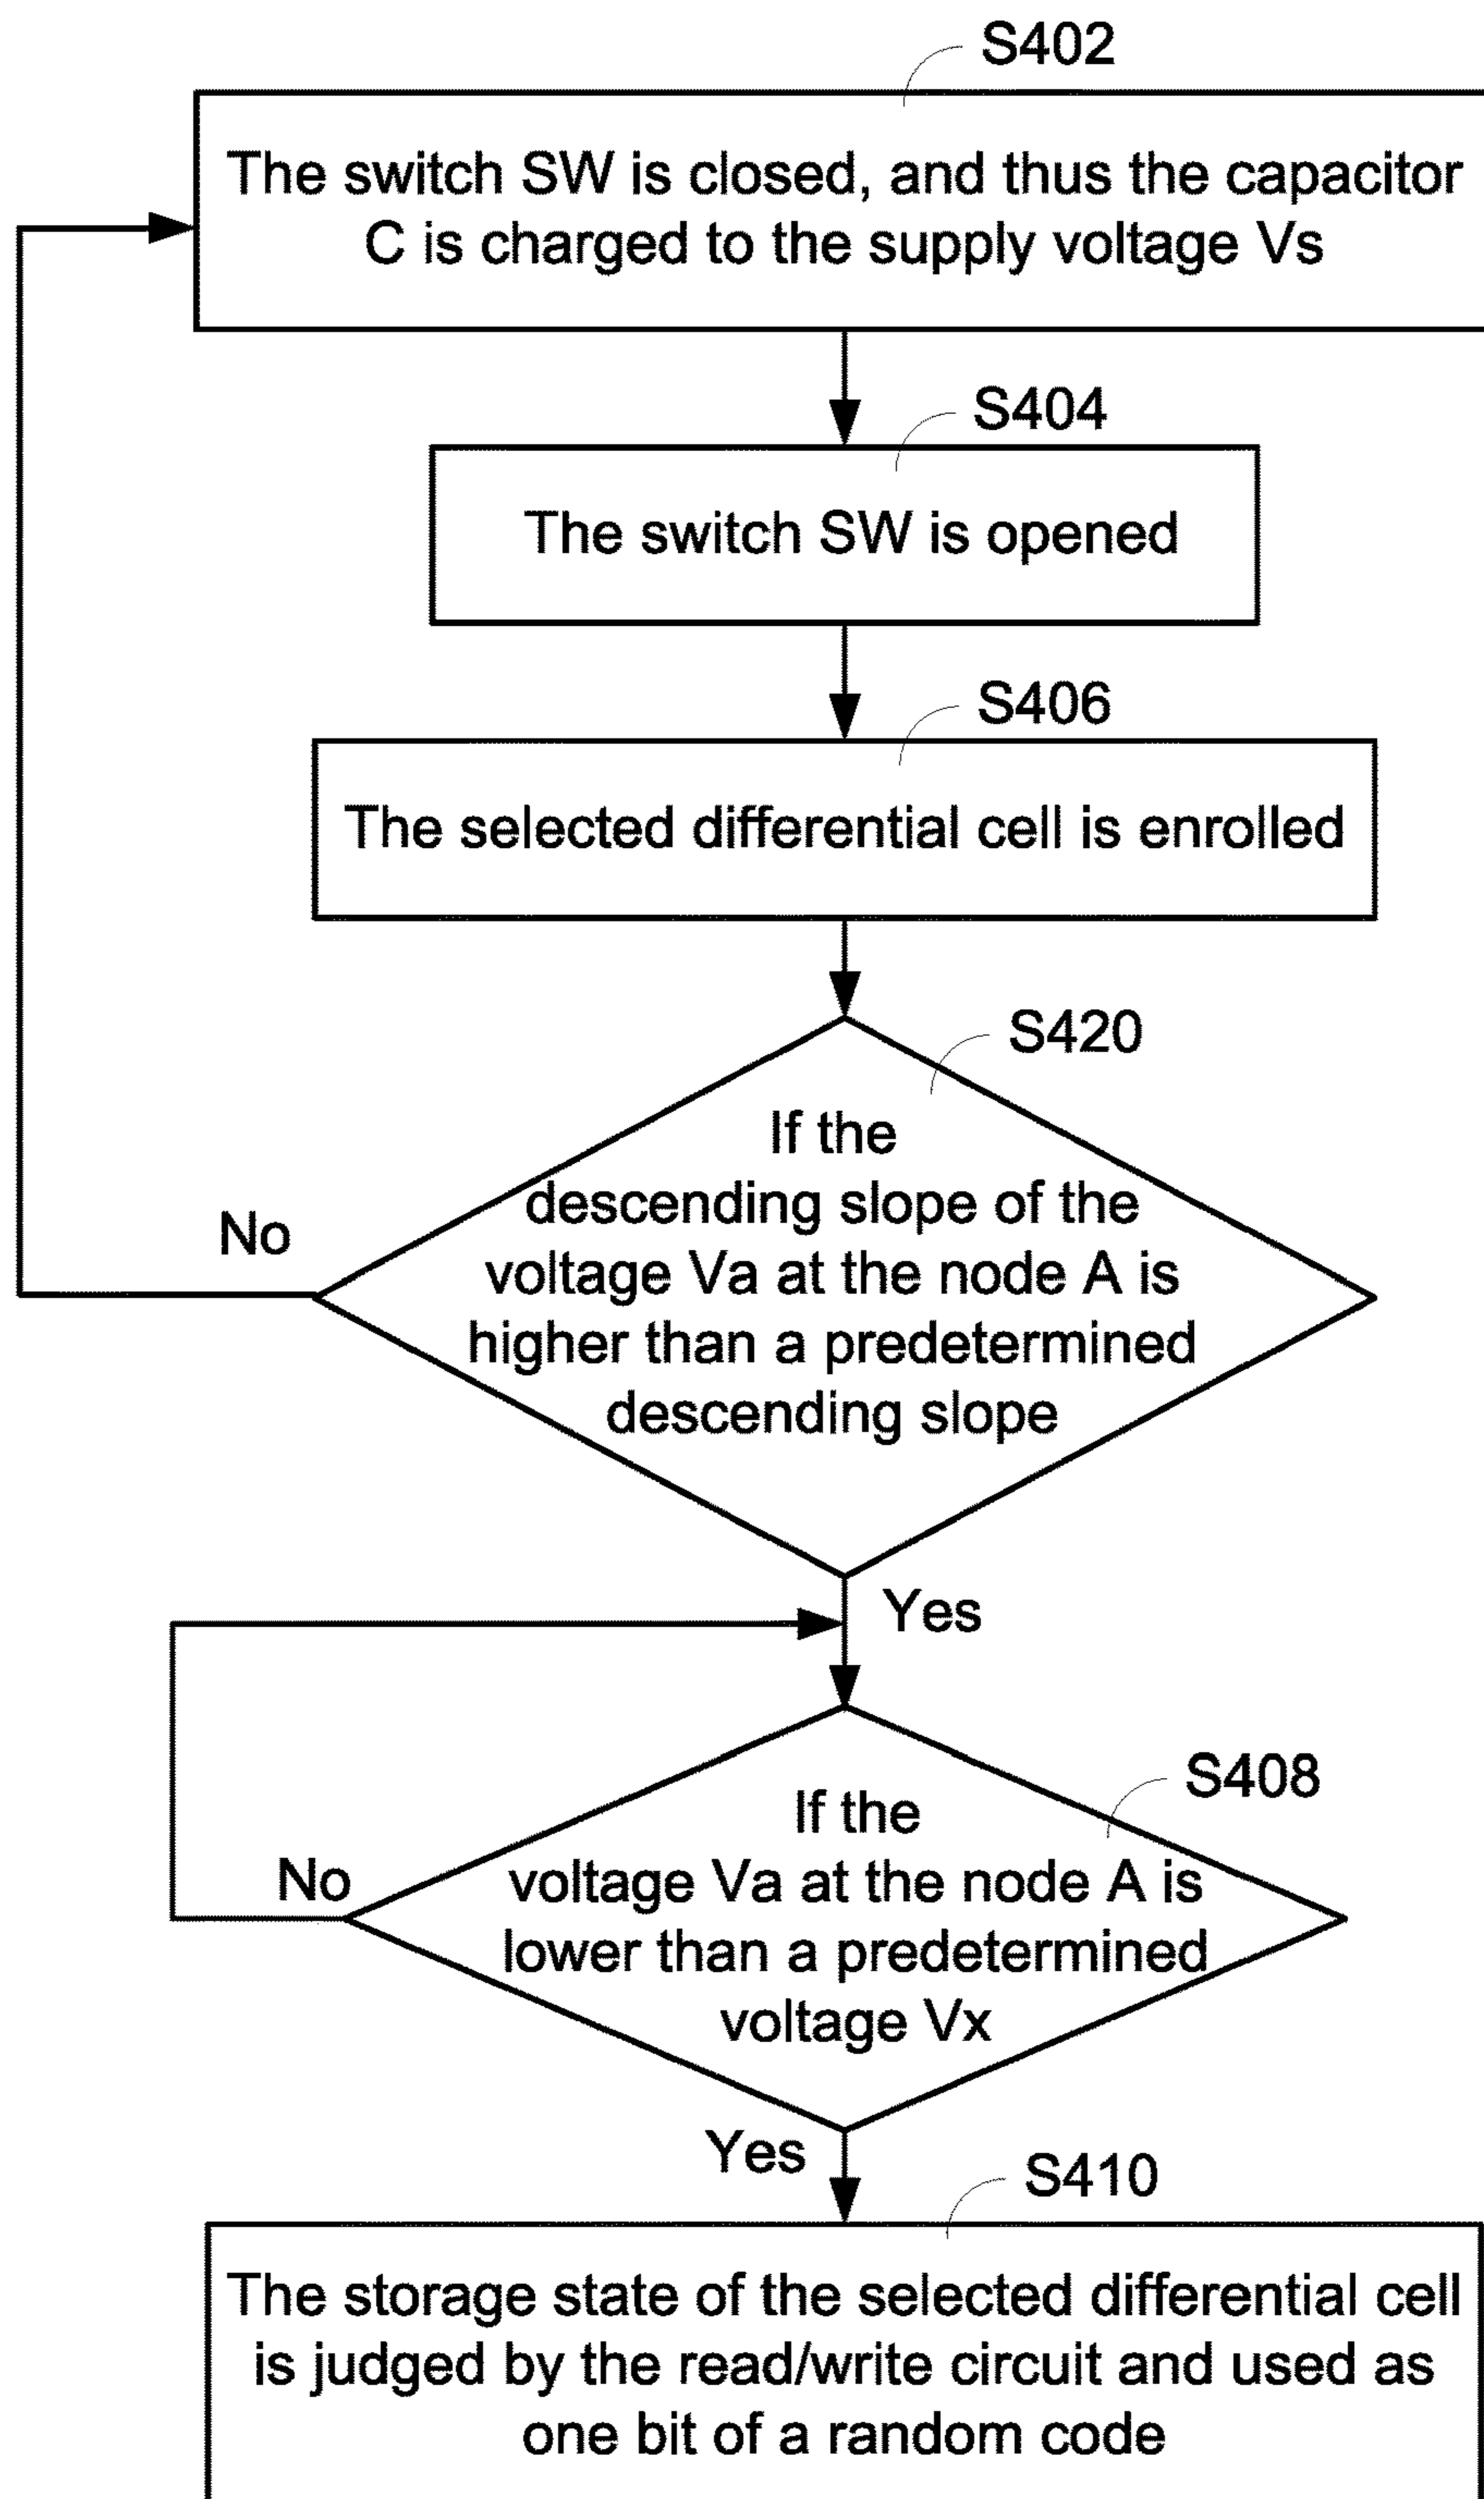 S402
The switch SW is closed, and thus the capacitor
C is charged to the supply voltage Vs
S404
The switch SW is opened
S406
The selected differential cell is enrolled
S420
If the
descending slope of the
voltage Va at the node A is
higher than a predetermined
descending slope
No
Yes
S408
If the
voltage Va at the node A is
lower than a predetermined
voltage Vx
No
Yes
S410
The storage state of the selected differential cell
is judged by the read/write circuit and used as
one bit of a random code